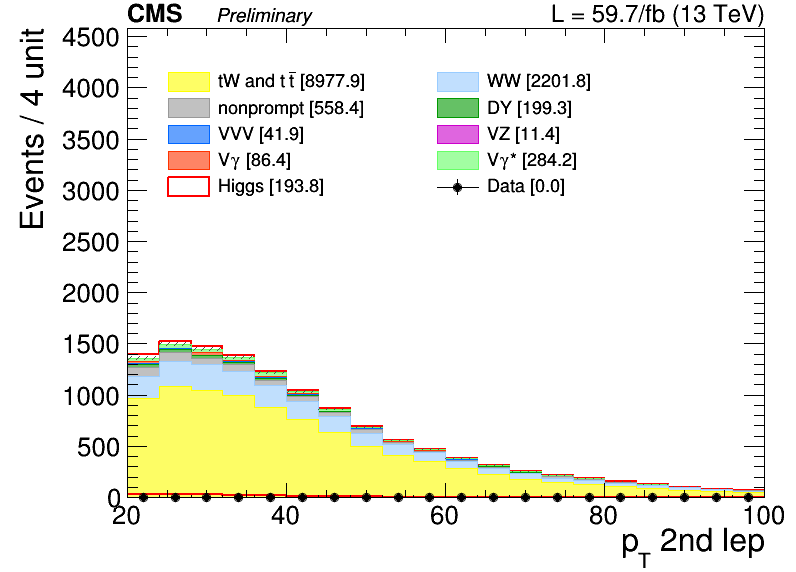 CMS Preliminary L = 59.7/fb (13 TeV)
Events / 4 unit
4500
4000
3500
3000
2500
2000
1500
1000
500
0
tW and t t̅ [8977.9] WW [2201.8]
nonprompt [558.4] DY [199.3]
VVV [41.9] VZ [11.4]
Vγ [86.4] Vγ* [284.2]
Higgs [193.8] Data [0.0]
20 40 60 80 100
p_T 2nd lep